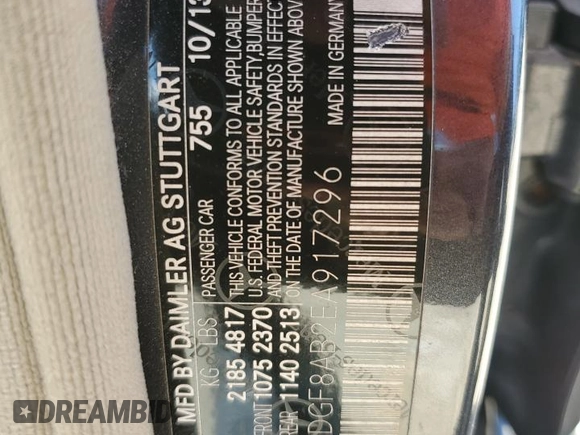 MFD BY DAIMLER AG STUTTGART
KG LBS 755 10/13
PASSENGER CAR
2185 4817
FRONT 1075 2370
1140 2513
THIS VEHICLE CONFORMS TO ALL APPLICABLE
U.S. FEDERAL MOTOR VEHICLE SAFETY, BUMPER
AND THEFT PREVENTION STANDARDS IN EFFECT
ON THE DATE OF MANUFACTURE SHOWN ABOVE
DGF8AB2EA917296
MADE IN GERMANY
DREAMBID